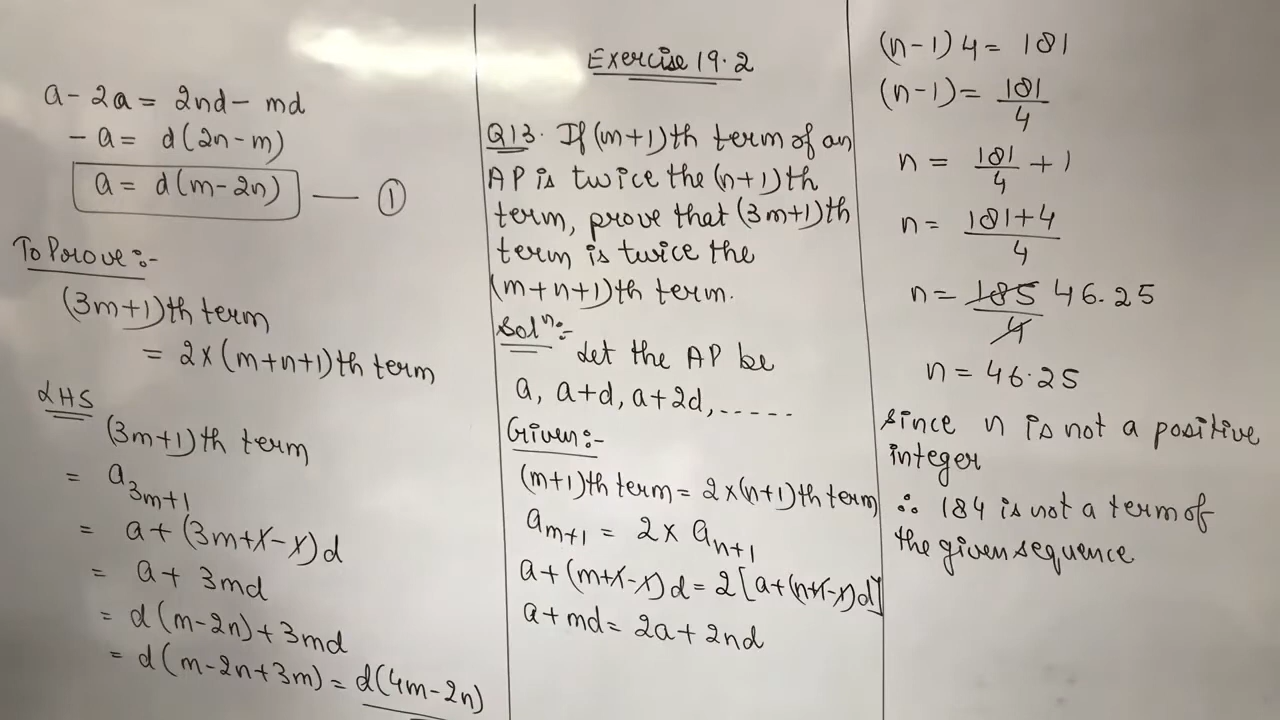 a - 2a = 2nd - md
- a = d(2n - m)
a = d(m - 2n) — ①
To Prove:-
(3m+1)th term
= 2 × (m+n+1)th term
LHS
(3m+1)th term
= a₃ₘ₊₁
= a + (3m+1-1)d
= a + 3md
= d(m-2n) + 3md
= d(m-2n+3m) = d(4m-2n)
Exercise 19.2
Q13. If (m+1)th term of an
AP is twice the (n+1)th
term, prove that (3m+1)th
term is twice the
(m+n+1)th term.
Solⁿ:-
Let the AP be
a, a+d, a+2d, -----
Given:-
(m+1)th term = 2×(n+1)th term
aₘ₊₁ = 2 × aₙ₊₁
a + (m+1-1)d = 2[a+(n+1-1)d]
a + md = 2a + 2nd
(n-1)4 = 181
(n-1) = 181/4
n = 181/4 + 1
n = 181+4/4
n = 185/4 46.25
n = 46.25
since n is not a positive
integer
∴ 184 is not a term of
the given sequence